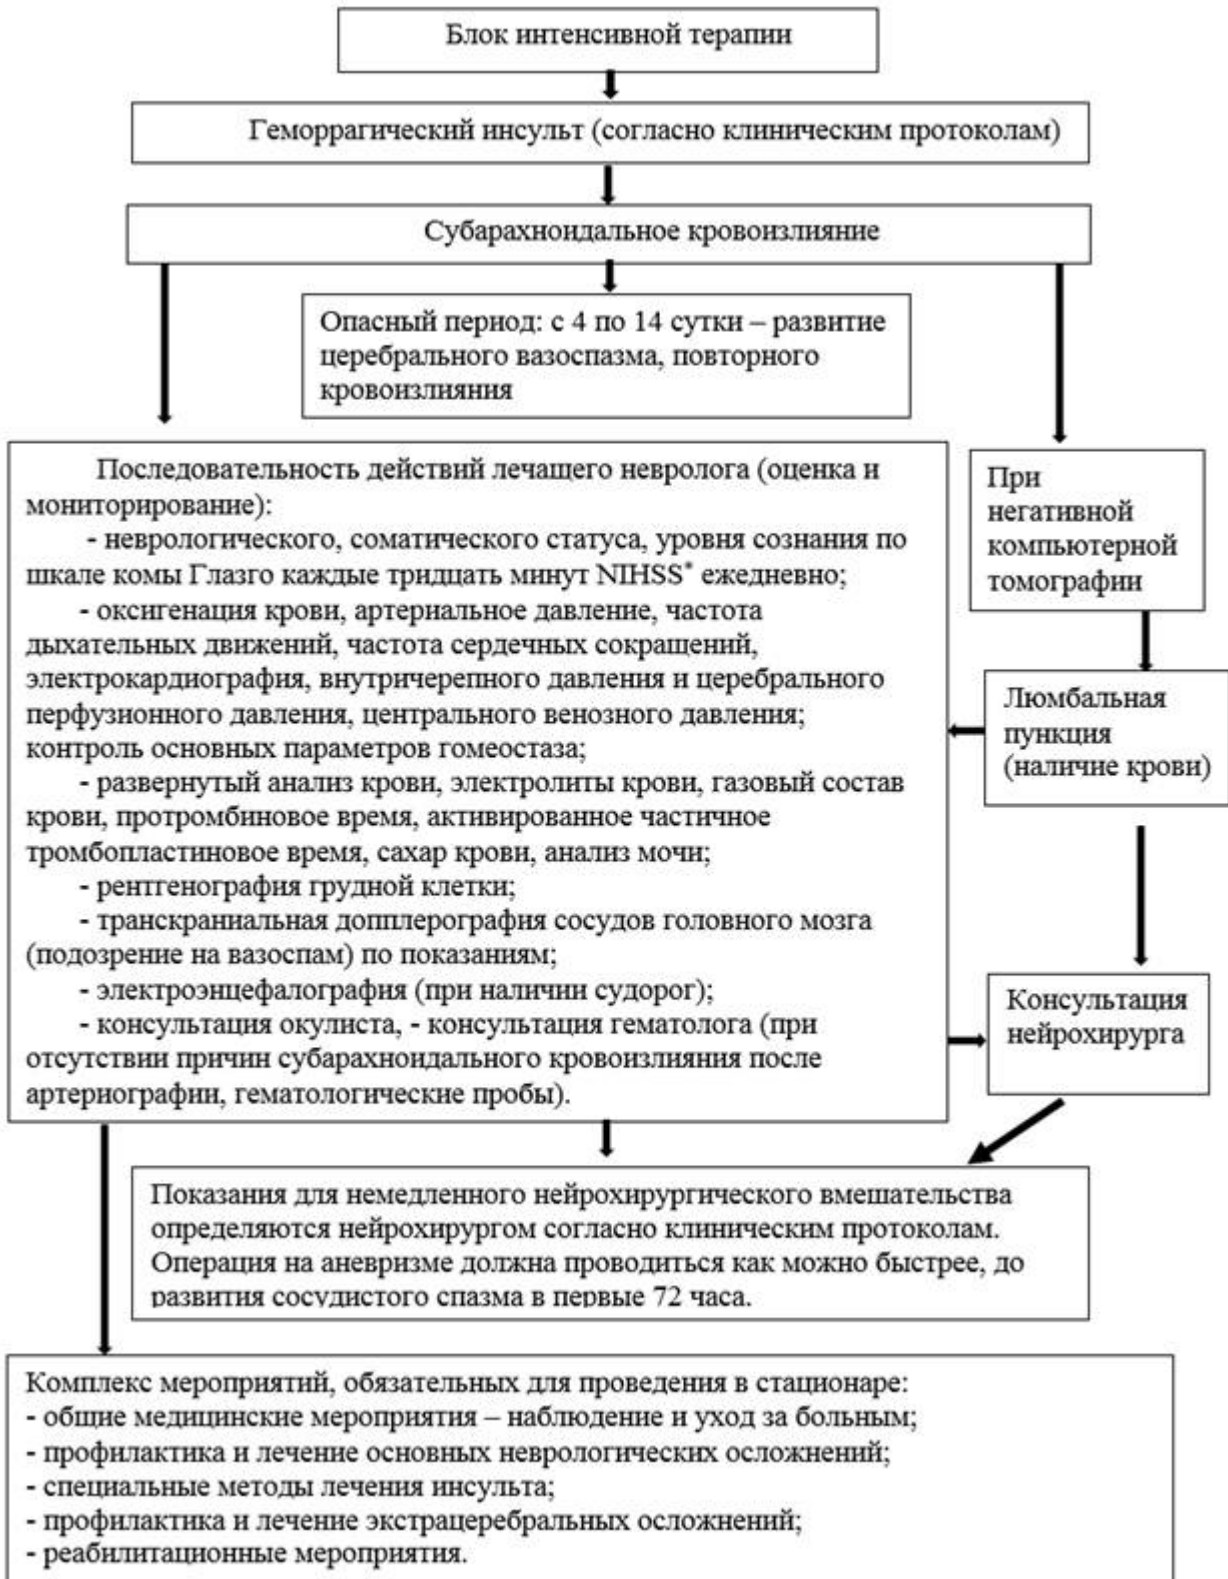 Блок интенсивной терапии
Геморрагический инсульт (согласно клиническим протоколам)
Субарахноидальное кровоизлияние
Опасный период: с 4 по 14 сутки – развитие
церебрального вазоспазма, повторного
кровоизлияния
Последовательность действий лечащего невролога (оценка и
мониторирование):
- неврологического, соматического статуса, уровня сознания по
шкале комы Глазго каждые тридцать минут NIHSS* ежедневно;
- оксигенация крови, артериальное давление, частота
дыхательных движений, частота сердечных сокращений,
электрокардиография, внутричерепного давления и церебрального
перфузионного давления, центрального венозного давления;
контроль основных параметров гомеостаза;
- развернутый анализ крови, электролиты крови, газовый состав
крови, протромбиновое время, активированное частичное
тромбопластиновое время, сахар крови, анализ мочи;
- рентгенография грудной клетки;
- транскраниальная допплерография сосудов головного мозга
(подозрение на вазоспам) по показаниям;
- электроэнцефалография (при наличии судорог);
- консультация окулиста, - консультация гематолога (при
отсутствии причин субарахноидального кровоизлияния после
артериографии, гематологические пробы).
При
негативной
компьютерной
томографии
Люмбальная
пункция
(наличие крови)
Консультация
нейрохирурга
Показания для немедленного нейрохирургического вмешательства
определяются нейрохирургом согласно клиническим протоколам.
Операция на аневризме должна проводиться как можно быстрее, до
развития сосудистого спазма в первые 72 часа.
Комплекс мероприятий, обязательных для проведения в стационаре:
- общие медицинские мероприятия – наблюдение и уход за больным;
- профилактика и лечение основных неврологических осложнений;
- специальные методы лечения инсульта;
- профилактика и лечение экстрацеребральных осложнений;
- реабилитационные мероприятия.